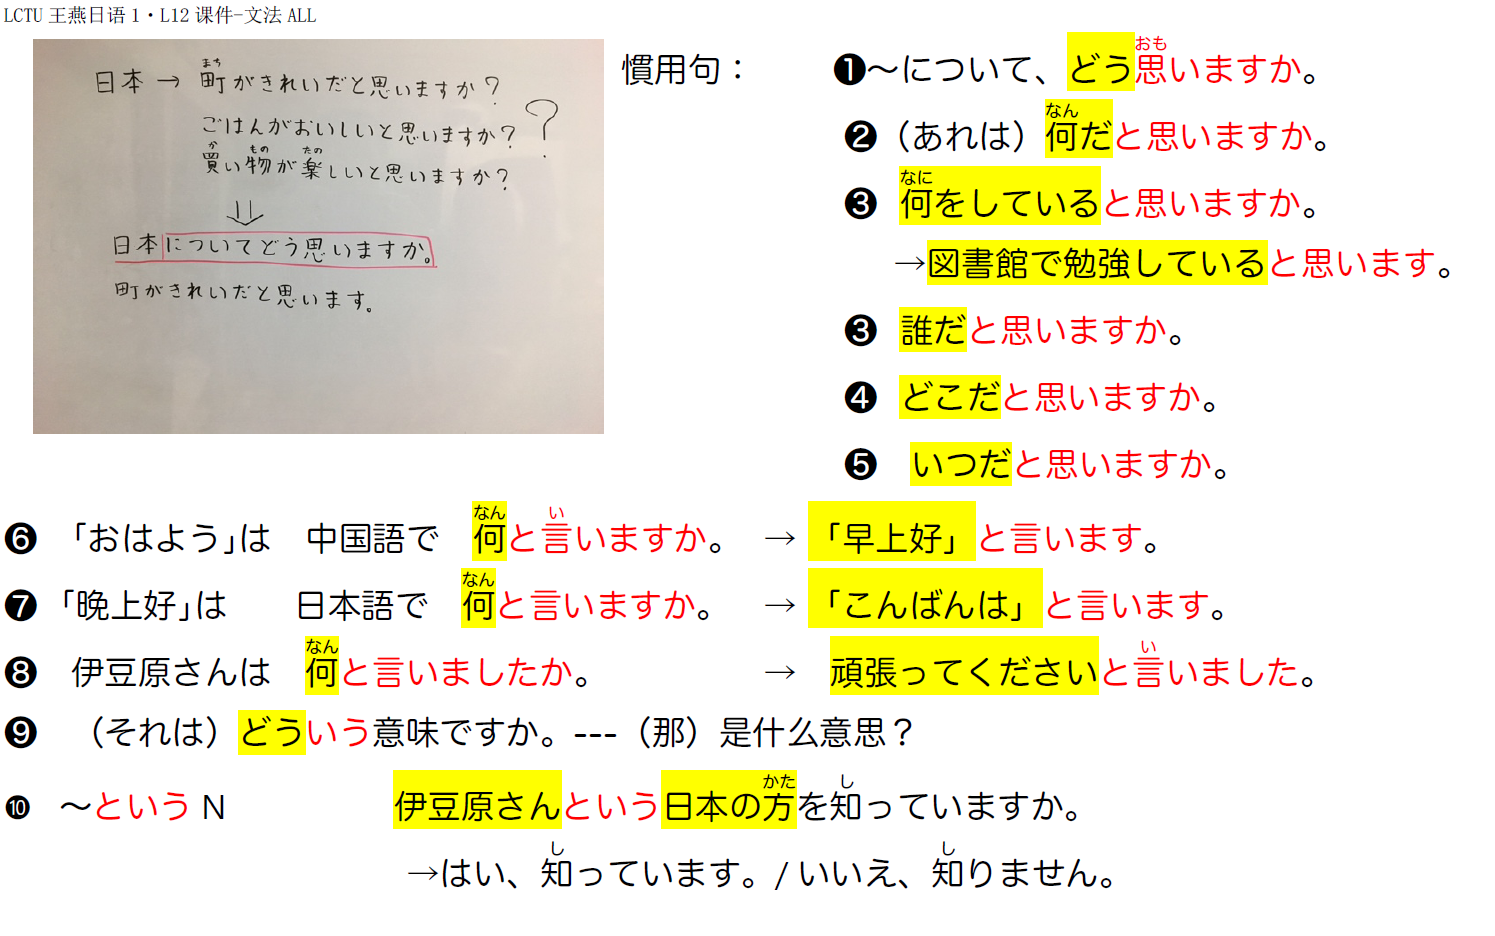 LCTU 王燕日语 1・L12 课件-文法 ALL
日本 → 町がきれいだと思いますか?
まち
ごはんがおいしいと思いますか?
買い物が楽しいと思いますか?
か もの たの
?
日本についてどう思いますか。
町がきれいだと思います。
慣用句：
❶～について、どう思いますか。
おも
❷（あれは）何だと思いますか。
なん
❸ 何をしていると思いますか。
なに
→図書館で勉強していると思います。
❸ 誰だと思いますか。
❹ どこだと思いますか。
❺ いつだと思いますか。
❻ 「おはよう」は 中国語で 何と言いますか。 → 「早上好」と言います。
なん い
❼ 「晩上好」は 日本語で 何と言いますか。 → 「こんばんは」と言います。
なん
❽ 伊豆原さんは 何と言いましたか。 → 頑張ってくださいと言いました。
なん い
❾ （それは）どういう意味ですか。---（那）是什么意思？
❿ ～という N 伊豆原さんという日本の方を知っていますか。
かた し
→はい、知っています。/ いいえ、知りません。
し し